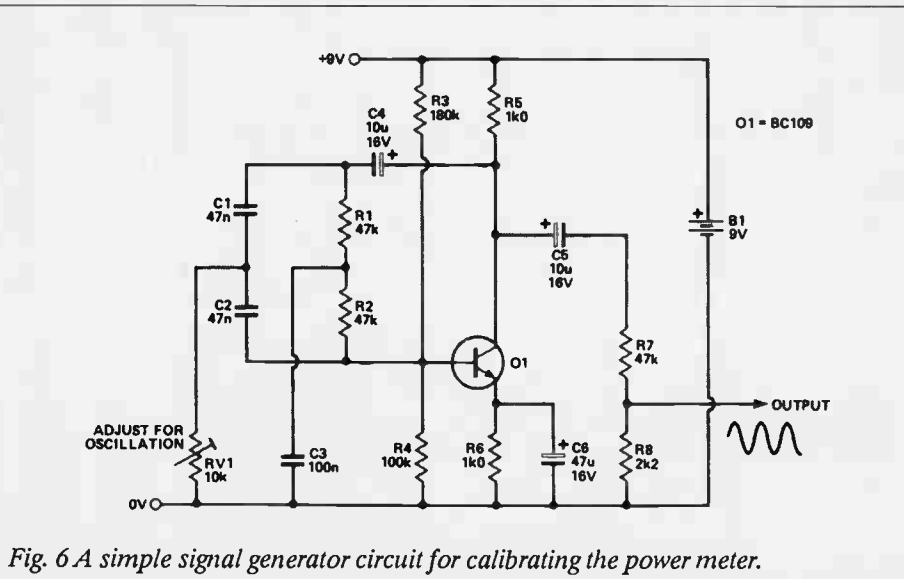 +9V
C4
10u
16V
R3
180k
R5
1k0
O1 = BC109
C1
47n
R1
47k
B1
9V
C5
10u
16V
C2
47n
R2
47k
O1
R7
47k
OUTPUT
ADJUST FOR
OSCILLATION
RV1
10k
C3
100n
R4
100k
R6
1k0
C6
47u
16V
R8
2k2
0V
Fig. 6 A simple signal generator circuit for calibrating the power meter.